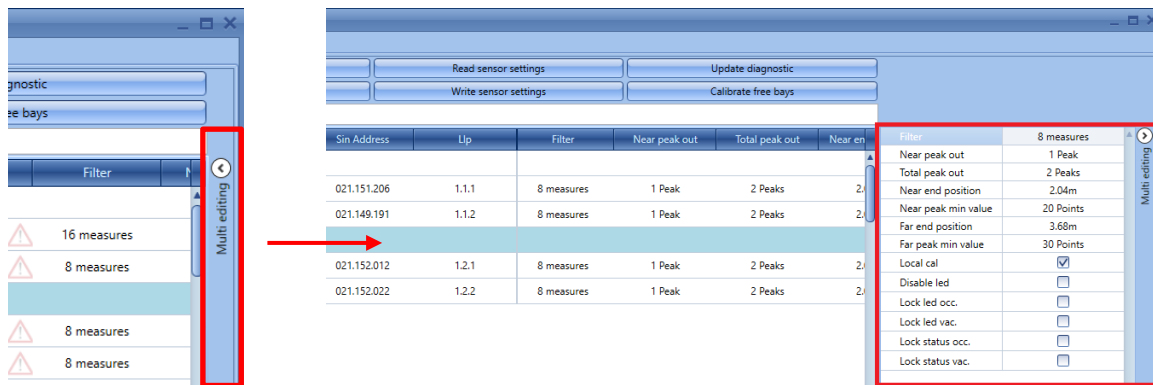 gnostic
ee bays
Filter N
16 measures
8 measures
8 measures
8 measures
Multi editing
Read sensor settings Update diagnostic
Write sensor settings Calibrate free bays
Sin Address Llp Filter Near peak out Total peak out Near en
021.151.206 1.1.1 8 measures 1 Peak 2 Peaks 2.
021.149.191 1.1.2 8 measures 1 Peak 2 Peaks 2.
021.152.012 1.2.1 8 measures 1 Peak 2 Peaks 2.
021.152.022 1.2.2 8 measures 1 Peak 2 Peaks 2.
Filter 8 measures
Near peak out 1 Peak
Total peak out 2 Peaks
Near end position 2.04m
Near peak min value 20 Points
Far end position 3.68m
Far peak min value 30 Points
Local cal
Disable led
Lock led occ.
Lock led vac.
Lock status occ.
Lock status vac.
Multi editing